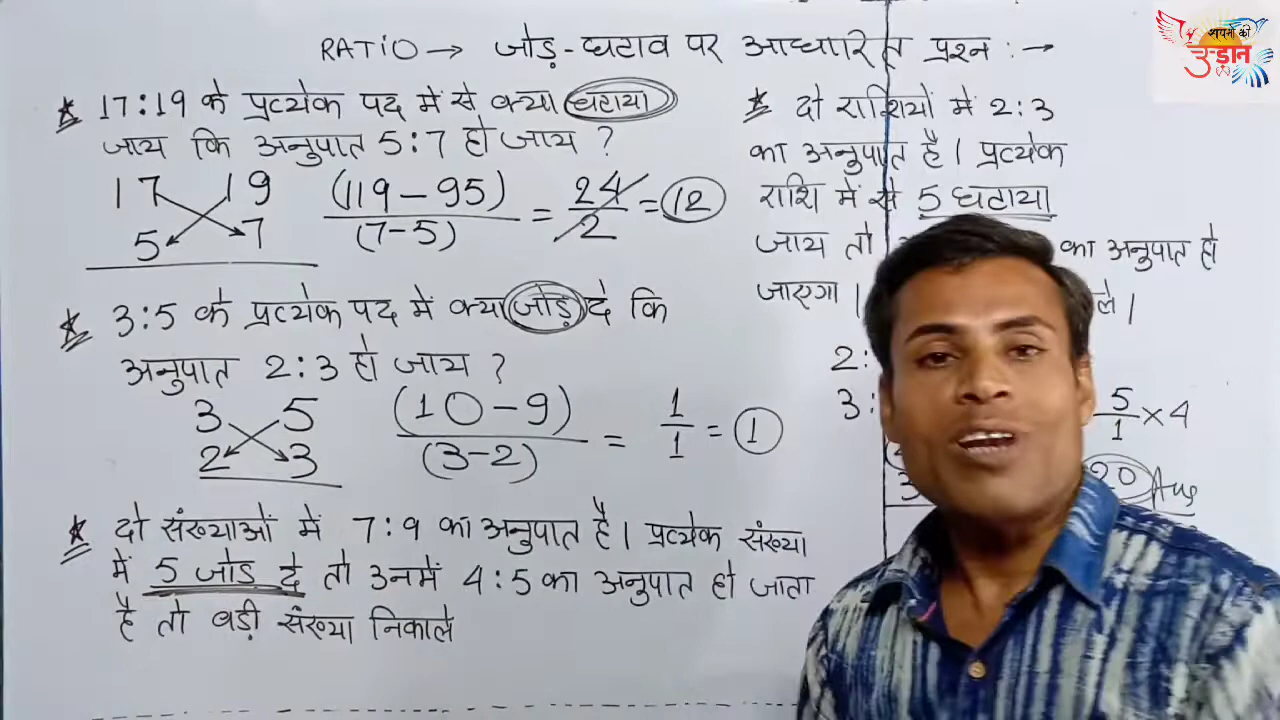 RATIO → जोड़-घटाव पर आधारित प्रश्न :→
सपनों की
उड़ान
* 17:19 के प्रत्येक पद में से क्या घटाया
जाय कि अनुपात 5:7 हो जाय ?
17 19
5 7
(119-95)/(7-5) = 24/2 = 12
* 3:5 के प्रत्येक पद में क्या जोड़ दे कि
अनुपात 2:3 हो जाय ?
3 5
2 3
(10-9)/(3-2) = 1/1 = 1
* दो संख्याओं में 7:9 का अनुपात है। प्रत्येक संख्या
में 5 जोड़ दे तो उनमें 4:5 का अनुपात हो जाता
है तो बड़ी संख्या निकाले
* दो राशियों में 2:3
का अनुपात है। प्रत्येक
राशि में से 5 घटाया
जाय तो का अनुपात हो
जाएगा।
2:
3:
5/1 × 4
20 Ans